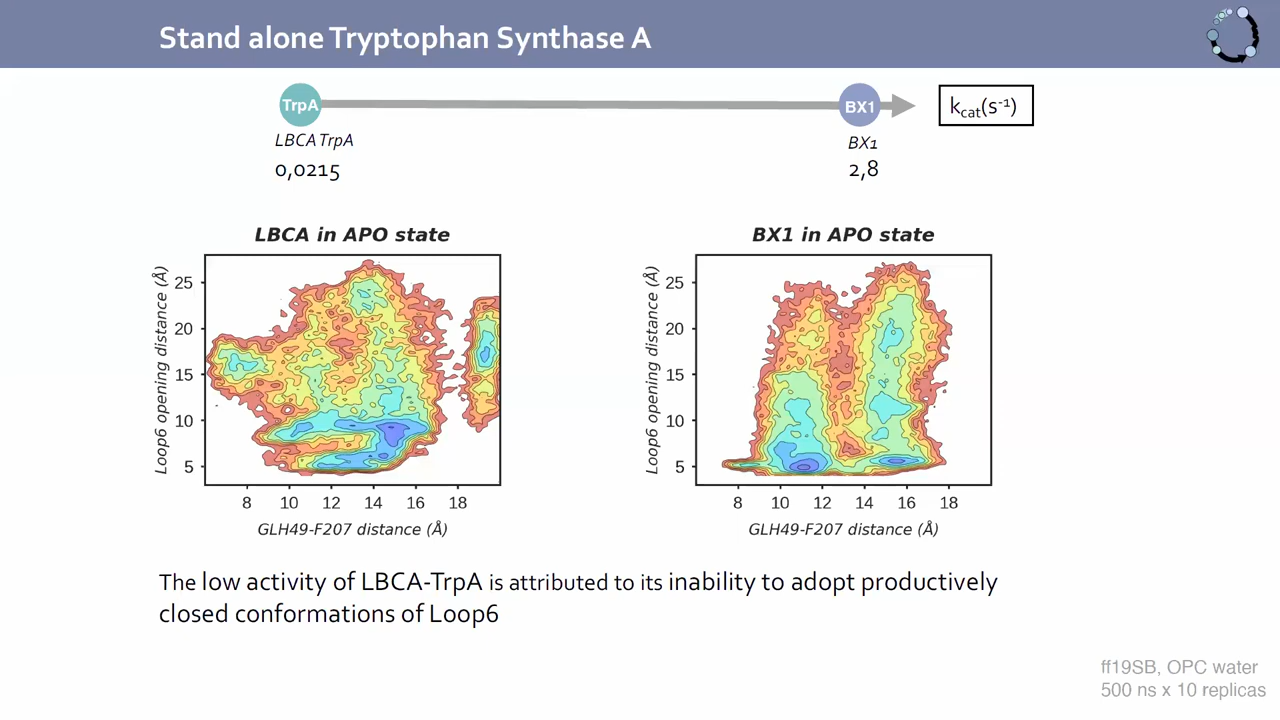 Stand alone Tryptophan Synthase A
TrpA
BX1
kcat(s-1)
LBCA TrpA
BX1
0,0215
2,8
LBCA in APO state
BX1 in APO state
Loop6 opening distance (Å)
25
20
15
10
5
8 10 12 14 16 18
GLH49-F207 distance (Å)
Loop6 opening distance (Å)
25
20
15
10
5
8 10 12 14 16 18
GLH49-F207 distance (Å)
The low activity of LBCA-TrpA is attributed to its inability to adopt productively
closed conformations of Loop6
ff19SB, OPC water
500 ns x 10 replicas